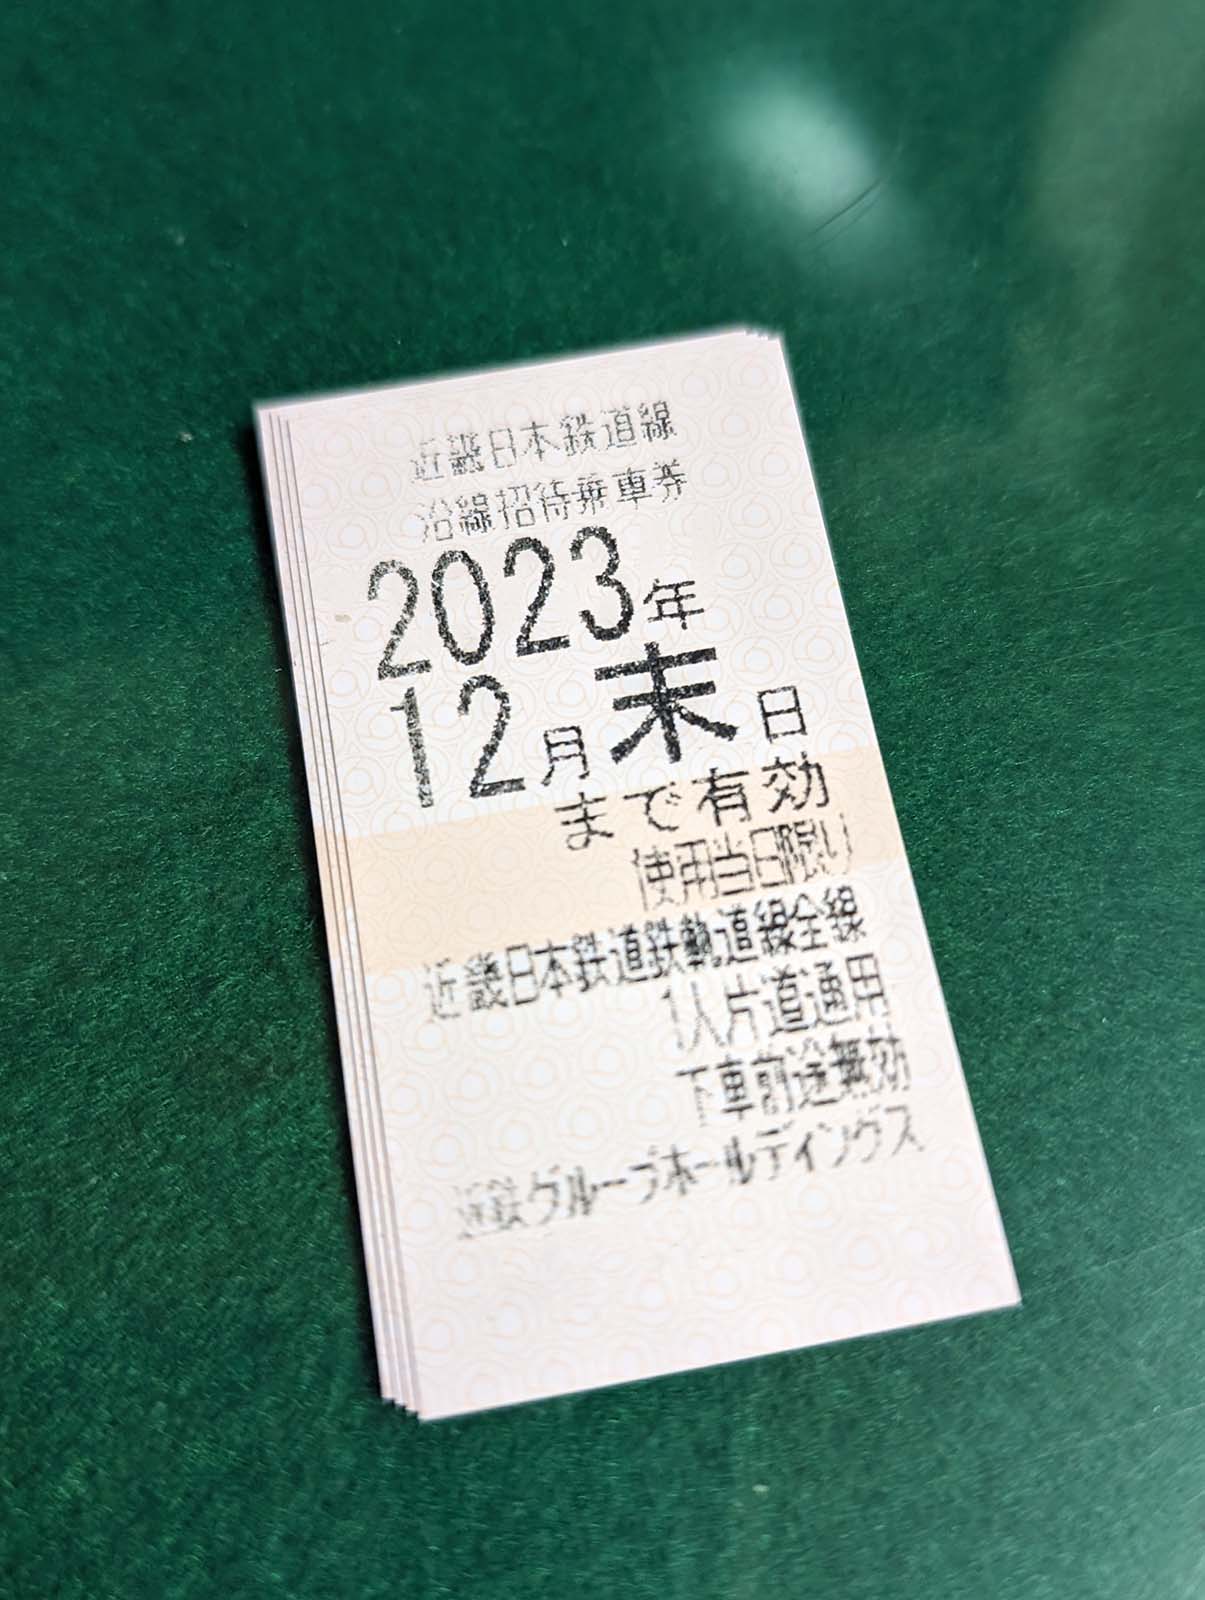 近畿日本鉄道線
沿線招待乗車券
2023年
12月末日
まで有効
使用当日限り
近畿日本鉄道鉄軌道線全線
1人片道通用
下車前途無効
近鉄グループホールディングス